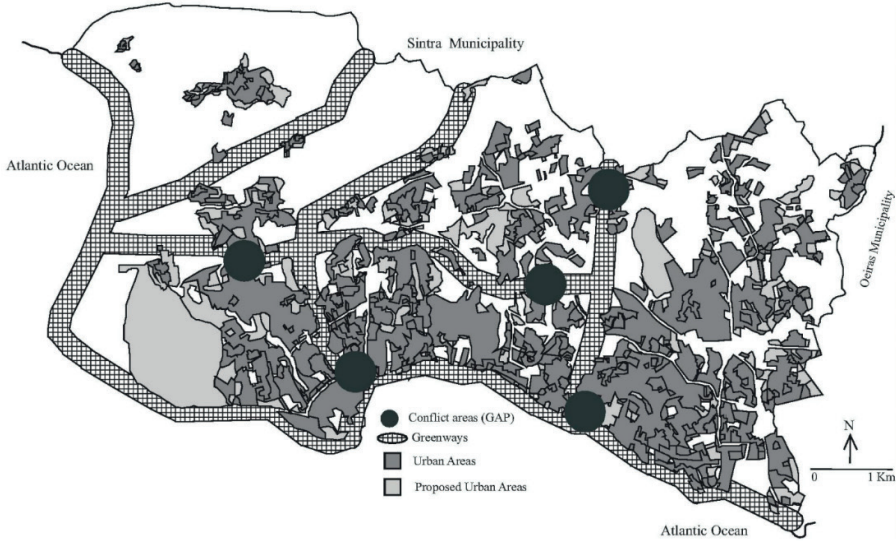 Sintra Municipality
Atlantic Ocean
Oeiras Municipality
Conflict areas (GAP)
Greenways
Urban Areas
Proposed Urban Areas
N
0 1 Km
Atlantic Ocean